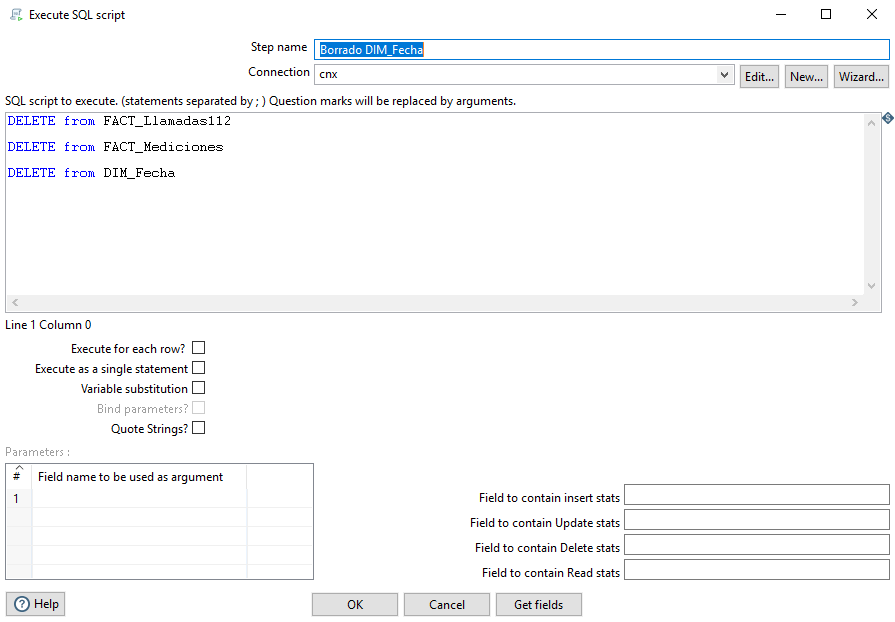 Execute SQL script
Step name Borrado DIM_Fecha
Connection cnx Edit... New... Wizard...
SQL script to execute. (statements separated by ; ) Question marks will be replaced by arguments.
DELETE from FACT_Llamadas112
DELETE from FACT_Mediciones
DELETE from DIM_Fecha
Line 1 Column 0
Execute for each row?
Execute as a single statement
Variable substitution
Bind parameters?
Quote Strings?
Parameters :
# Field name to be used as argument
1
Field to contain insert stats
Field to contain Update stats
Field to contain Delete stats
Field to contain Read stats
Help OK Cancel Get fields